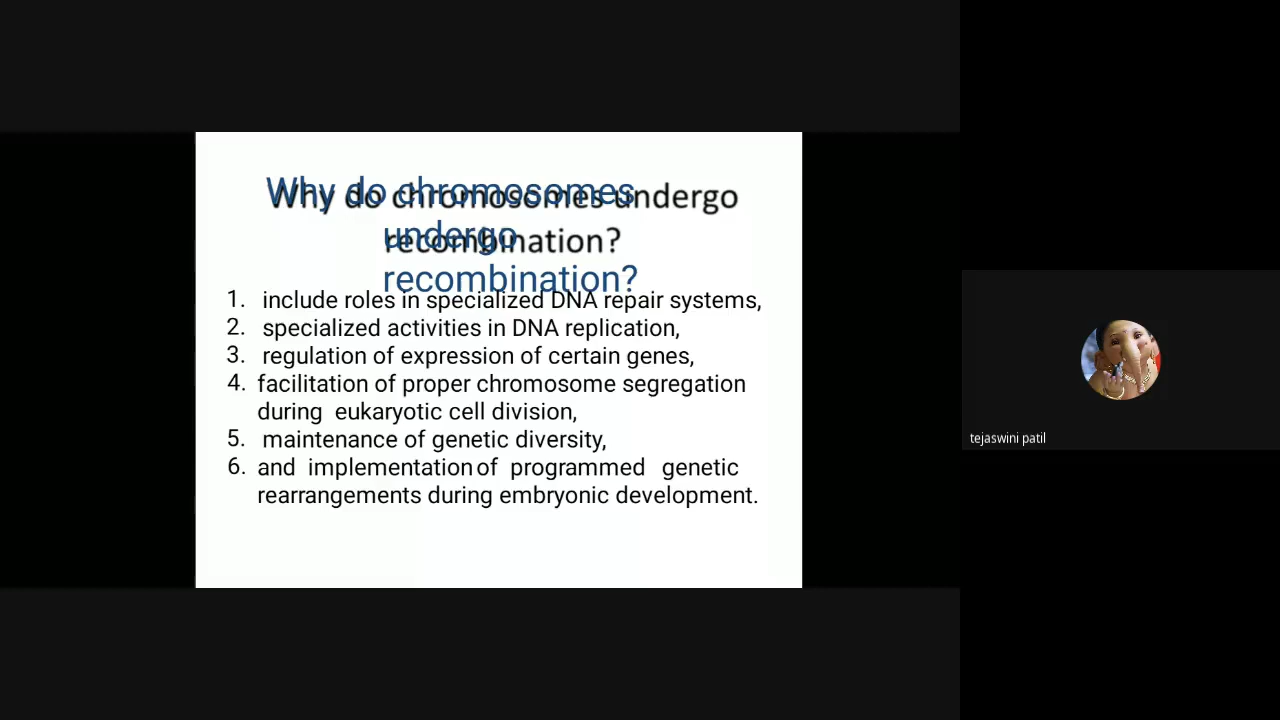 Why do chromosomes undergo
recombination?
Why do chromosomes
undergo
recombination?
1. include roles in specialized DNA repair systems,
2. specialized activities in DNA replication,
3. regulation of expression of certain genes,
4. facilitation of proper chromosome segregation
during eukaryotic cell division,
5. maintenance of genetic diversity,
6. and implementation of programmed genetic
rearrangements during embryonic development.
tejaswini patil